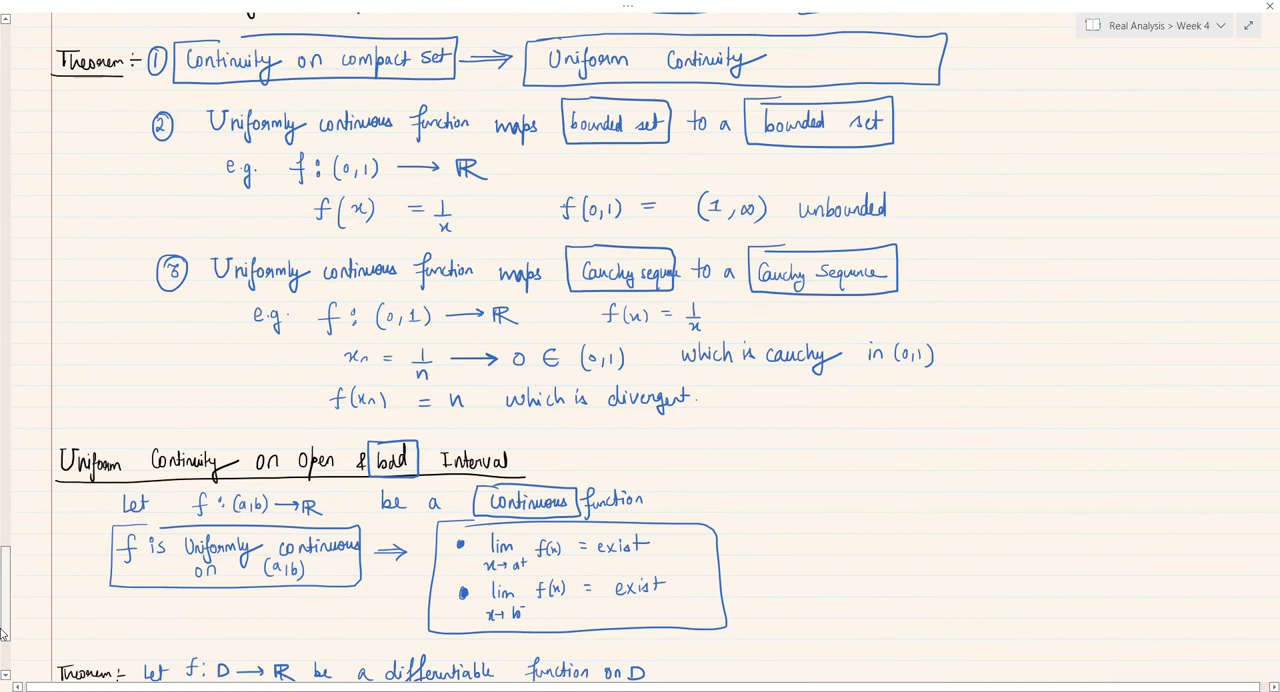 Real Analysis > Week 4
Theorem :- ① Continuity on compact set ⟹ Uniform Continuity
② Uniformly continuous function maps bounded set to a bounded set
e.g. f : (0,1) ⟶ ℝ
f(x) = 1/x f(0,1) = (1,∞) unbounded
③ Uniformly continuous function maps Cauchy sequence to a Cauchy Sequence
e.g. f : (0,1) ⟶ ℝ f(x) = 1/x
xn = 1/n ⟶ 0 ∈ (0,1) which is cauchy in (0,1)
f(xn) = n which is divergent.
Uniform Continuity on Open & bdd Interval
Let f : (a,b) → ℝ be a continuous function
f is Uniformly continuous on (a,b) ⟹
• lim x→a⁺ f(x) = exist
• lim x→b⁻ f(x) = exist
Theorem :- Let f : D ⟶ ℝ be a differentiable function on D